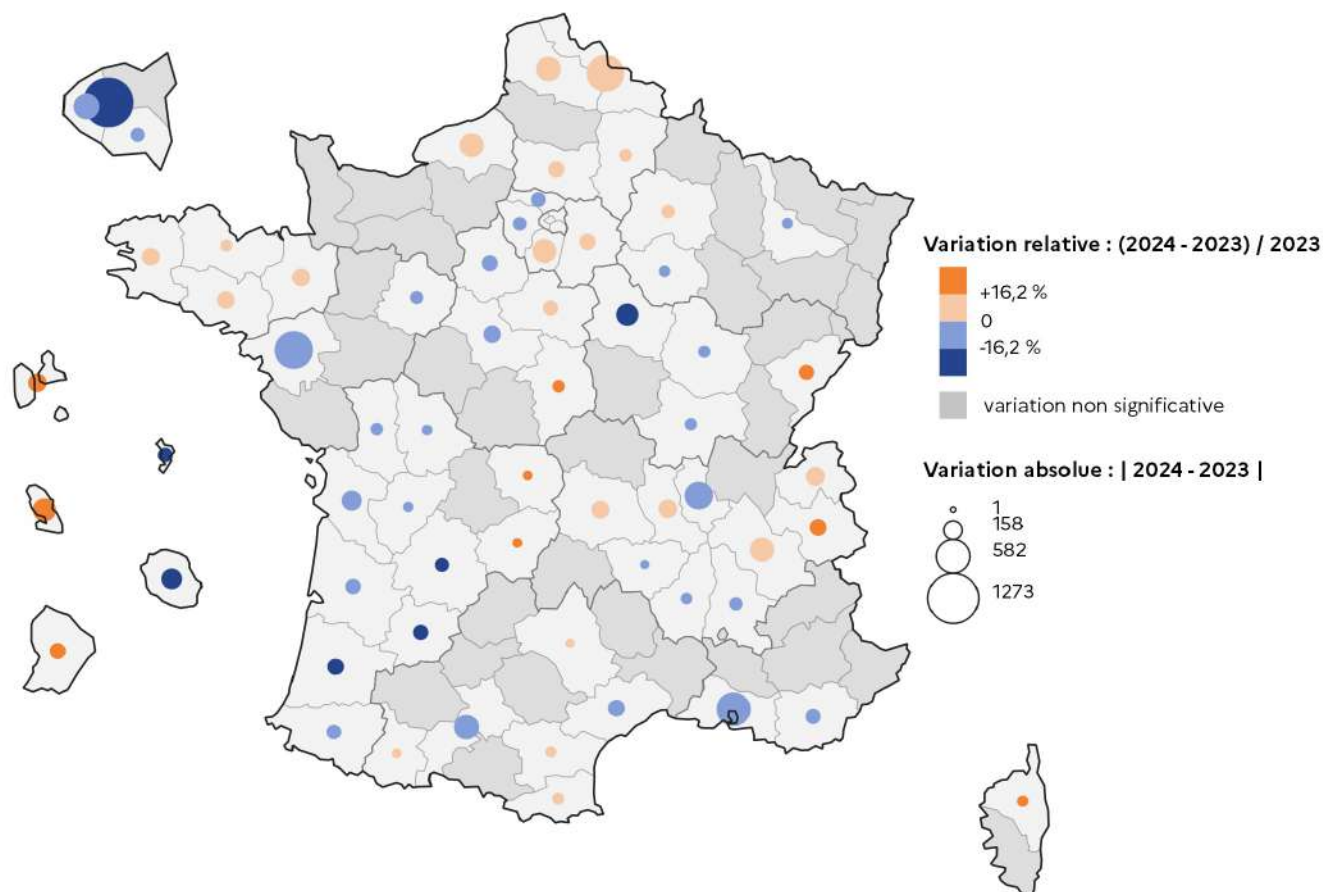 Variation relative : (2024 - 2023) / 2023
+16,2 %
0
-16,2 %
variation non significative
Variation absolue : | 2024 - 2023 |
1
158
582
1273